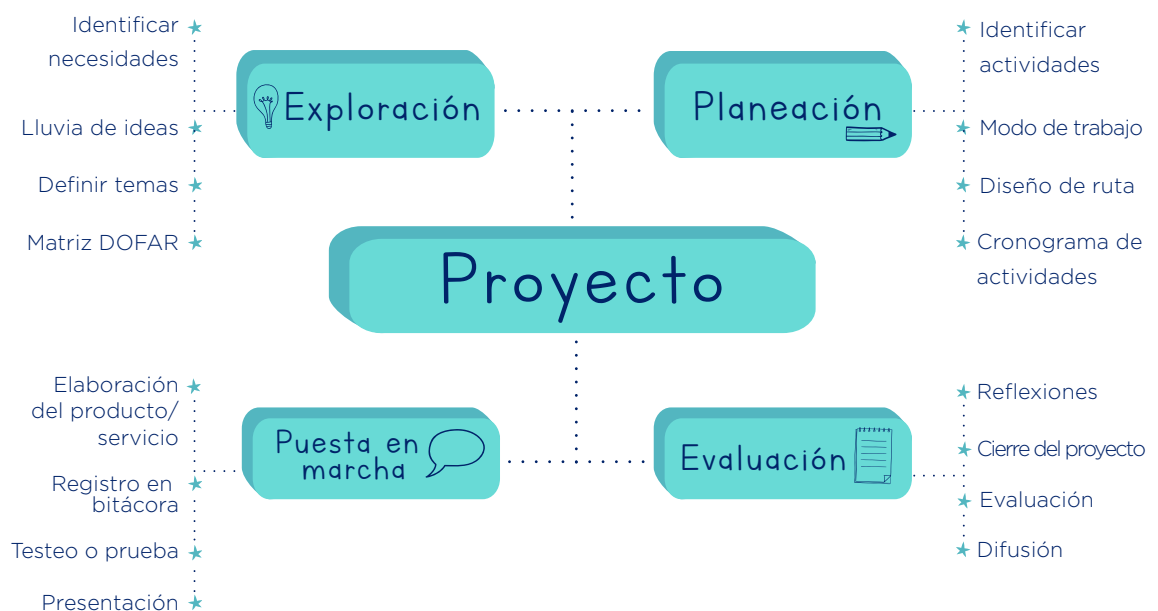 Proyecto
Exploración
Identificar
necesidades
Lluvia de ideas
Definir temas
Matriz DOFAR
Planeación
Identificar
actividades
Modo de trabajo
Diseño de ruta
Cronograma de
actividades
Puesta en
marcha
Elaboración
del producto/
servicio
Registro en
bitácora
Testeo o prueba
Presentación
Evaluación
Reflexiones
Cierre del proyecto
Evaluación
Difusión